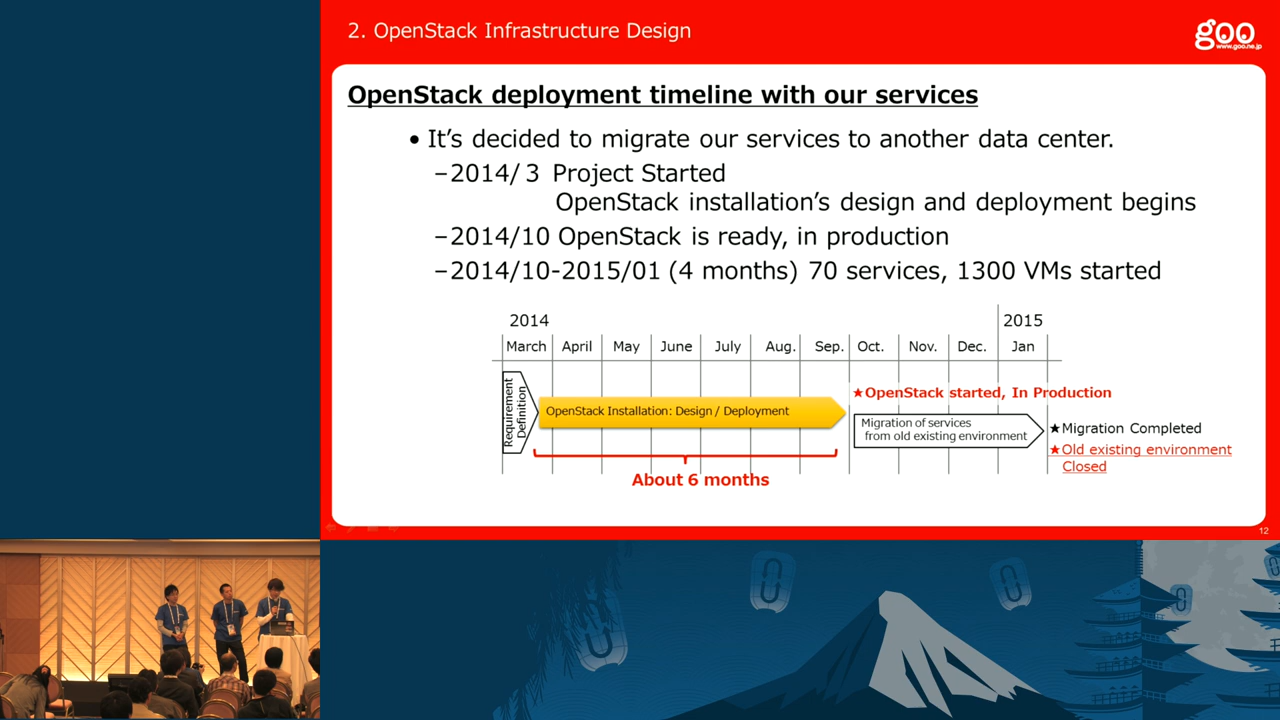 2. OpenStack Infrastructure Design
goo
www.goo.ne.jp
OpenStack deployment timeline with our services
• It's decided to migrate our services to another data center.
–2014/ 3 Project Started
OpenStack installation's design and deployment begins
–2014/10 OpenStack is ready, in production
–2014/10-2015/01 (4 months) 70 services, 1300 VMs started
2014 2015
March April May June July Aug. Sep. Oct. Nov. Dec. Jan
Requirement
Definition
OpenStack Installation: Design / Deployment
★OpenStack started, In Production
Migration of services
from old existing environment
★Migration Completed
★Old existing environment
Closed
About 6 months
12